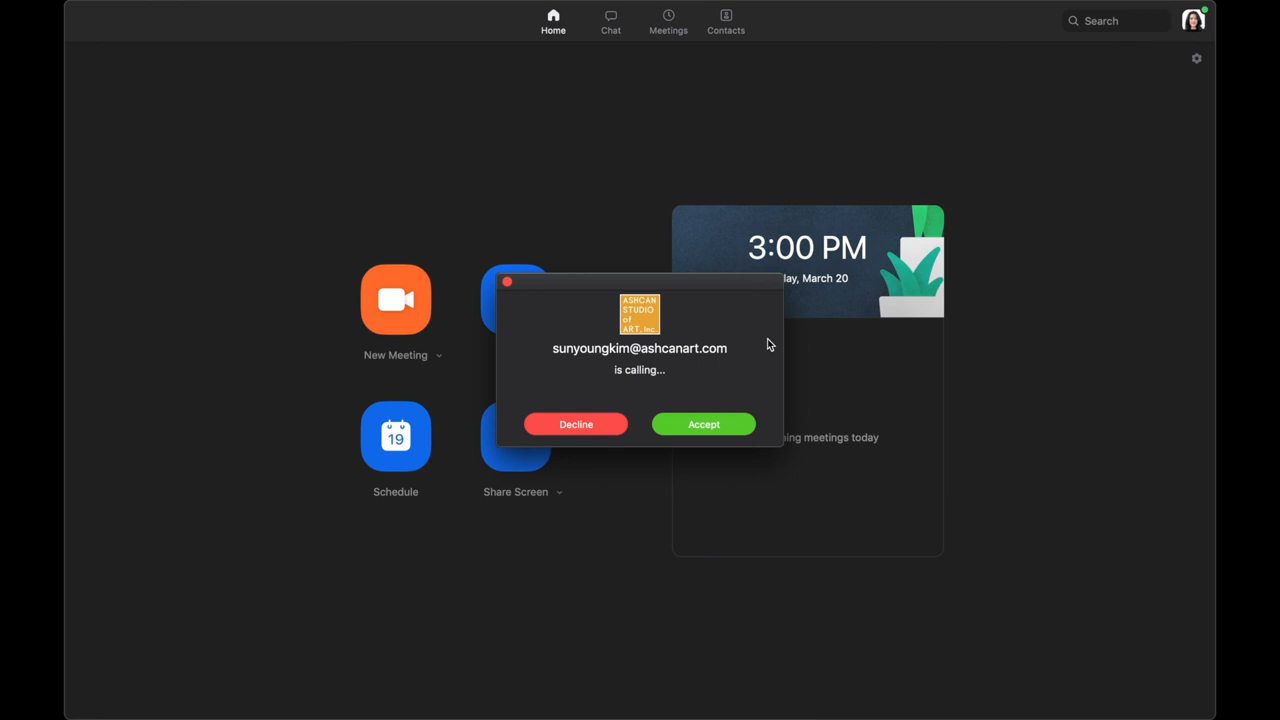 Home
Chat
Meetings
Contacts
Search
3:00 PM
day, March 20
ASHCAN
STUDIO
of
ART, Inc.
sunyoungkim@ashcanart.com
is calling...
Decline
Accept
New Meeting
19
Schedule
Share Screen
meetings today